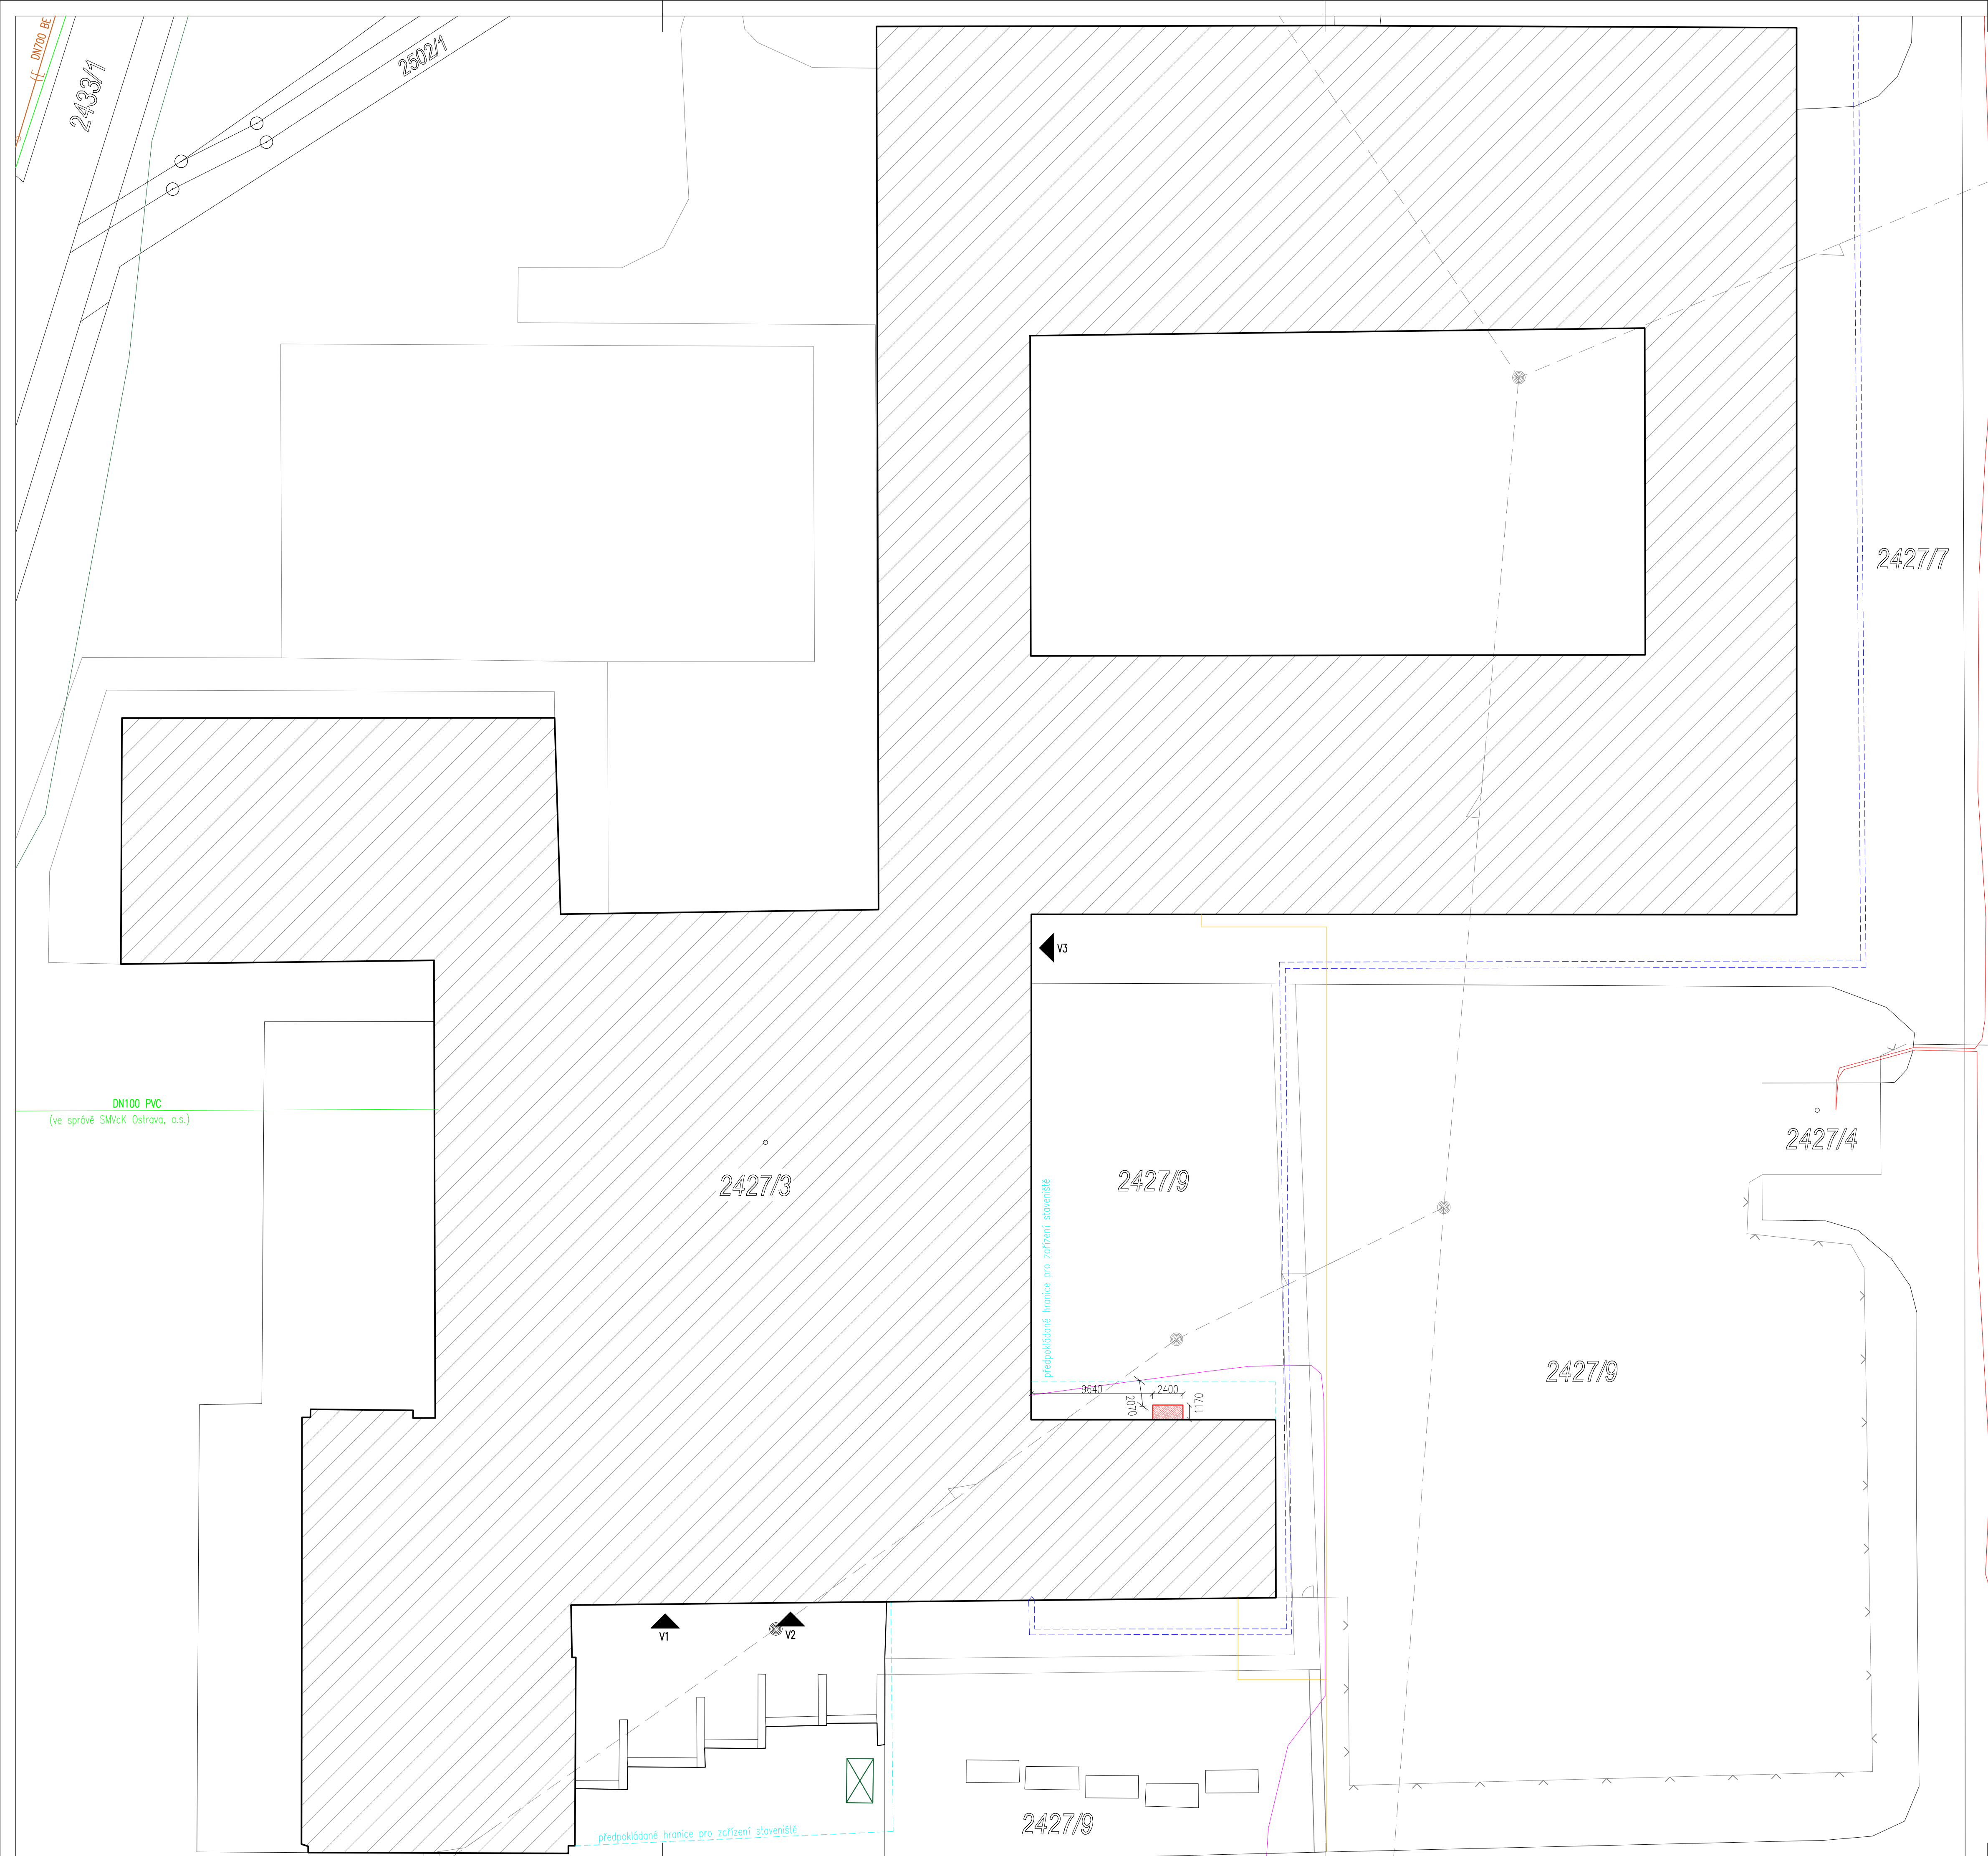 DN700 BE
2433/1
2502/1
2427/7
V3
DN100 PVC
(ve správě SMVaK Ostrava, a.s.)
2427/3
2427/9
2427/4
předpokládané hranice pro zařízení staveniště
2427/9
9640
2400
2070
1170
V1
V2
předpokládané hranice pro zařízení staveniště
2427/9